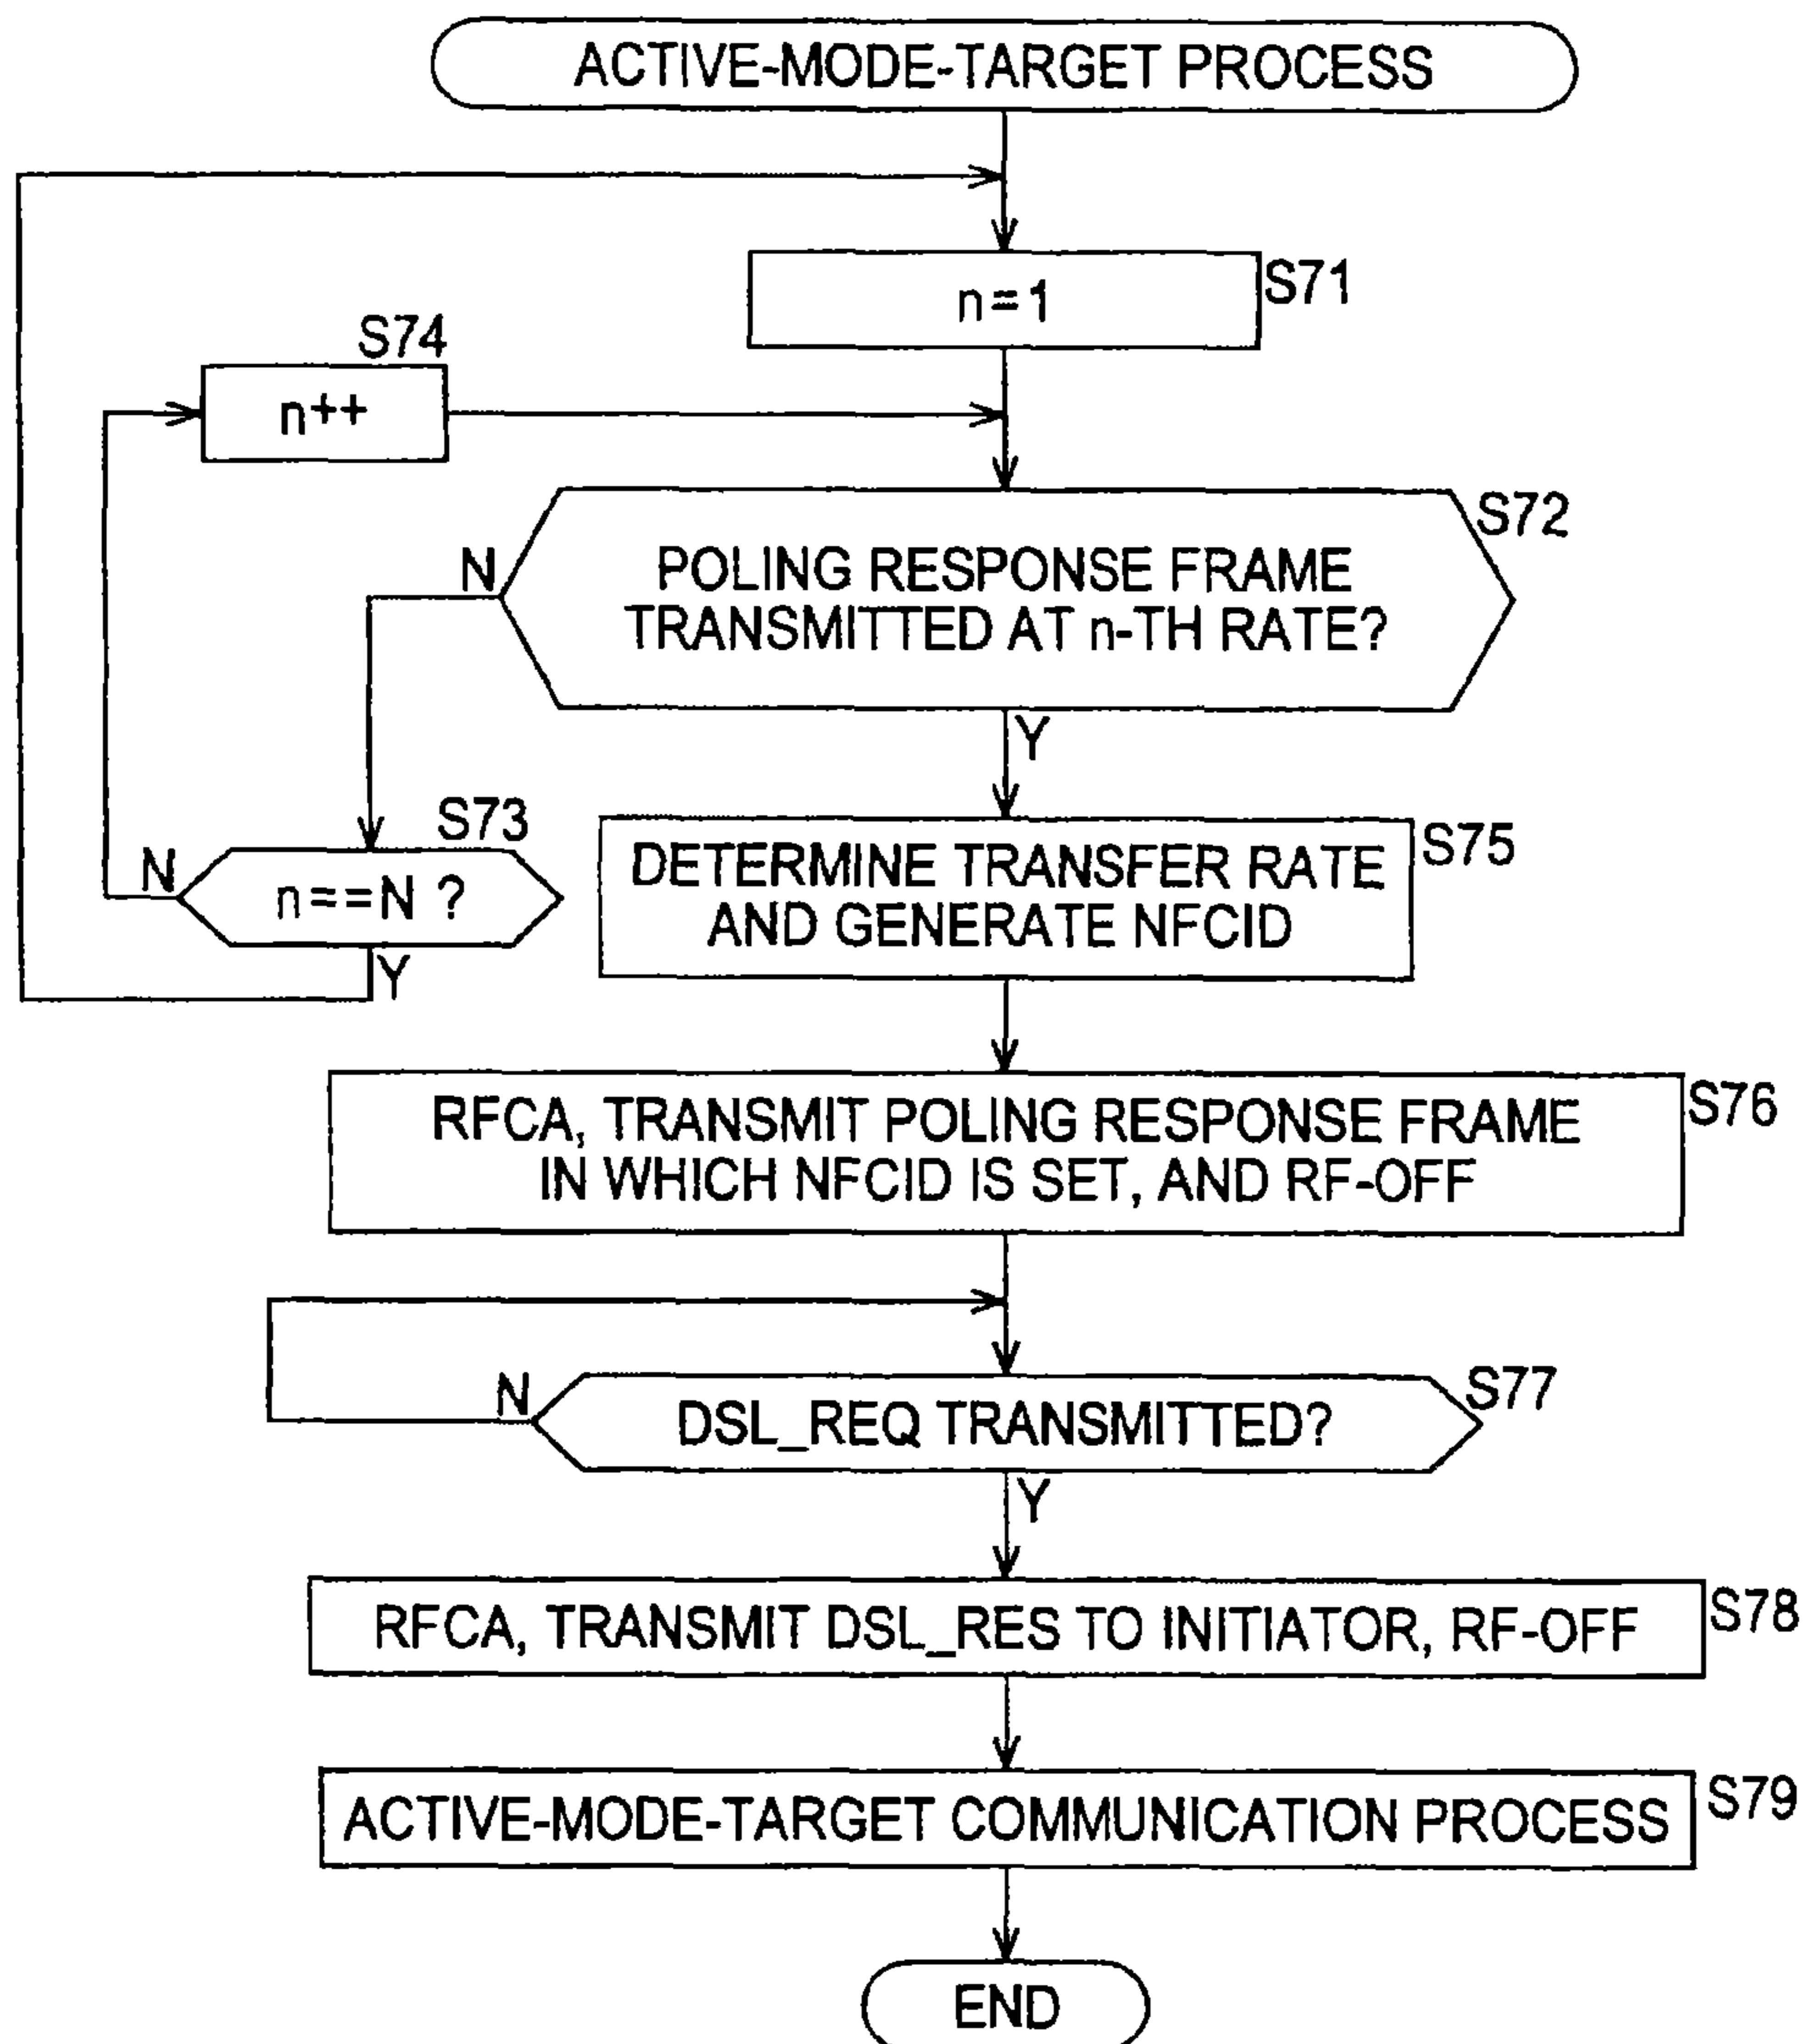 ACTIVE-MODE-TARGET PROCESS
n=1
S71
S74
n++
S72
N
POLING RESPONSE FRAME
TRANSMITTED AT n-TH RATE?
Y
S73
N
n==N ?
Y
S75
DETERMINE TRANSFER RATE
AND GENERATE NFCID
S76
RFCA, TRANSMIT POLING RESPONSE FRAME
IN WHICH NFCID IS SET, AND RF-OFF
S77
N
DSL_REQ TRANSMITTED?
Y
RFCA, TRANSMIT DSL_RES TO INITIATOR, RF-OFF
S78
ACTIVE-MODE-TARGET COMMUNICATION PROCESS
S79
END